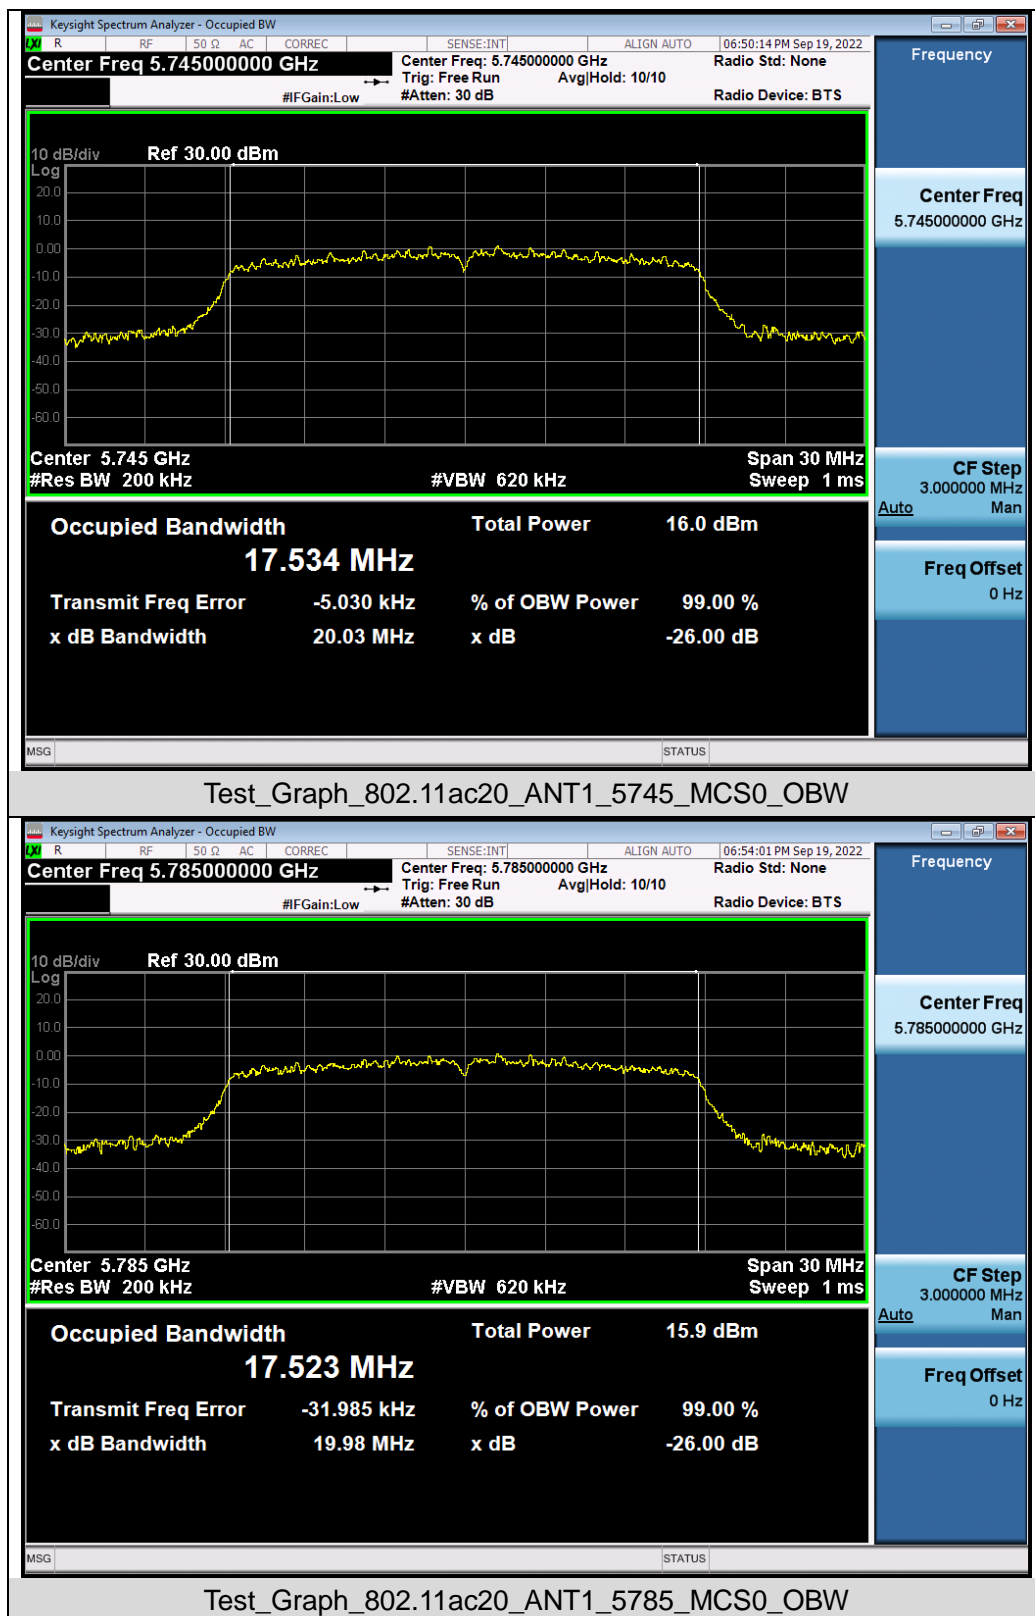 Keysight Spectrum Analyzer - Occupied BW
LXI R RF 50 Ω AC CORREC SENSE:INT ALIGN AUTO 06:50:14 PM Sep 19, 2022
Center Freq 5.745000000 GHz
Center Freq: 5.745000000 GHz
Radio Std: None
Trig: Free Run Avg|Hold: 10/10
#IFGain:Low
#Atten: 30 dB
Radio Device: BTS
Frequency
10 dB/div Ref 30.00 dBm
Log
20.0
10.0
0.00
-10.0
-20.0
-30.0
-40.0
-50.0
-60.0
Center Freq
5.745000000 GHz
Center 5.745 GHz
Span 30 MHz
#Res BW 200 kHz
#VBW 620 kHz
Sweep 1 ms
CF Step
3.000000 MHz
Auto Man
Freq Offset
0 Hz
Occupied Bandwidth
17.534 MHz
Total Power 16.0 dBm
Transmit Freq Error -5.030 kHz
% of OBW Power 99.00 %
x dB Bandwidth 20.03 MHz
x dB -26.00 dB
MSG
STATUS
Test_Graph_802.11ac20_ANT1_5745_MCS0_OBW
Keysight Spectrum Analyzer - Occupied BW
LXI R RF 50 Ω AC CORREC SENSE:INT ALIGN AUTO 06:54:01 PM Sep 19, 2022
Center Freq 5.785000000 GHz
Center Freq: 5.785000000 GHz
Radio Std: None
Trig: Free Run Avg|Hold: 10/10
#IFGain:Low
#Atten: 30 dB
Radio Device: BTS
Frequency
10 dB/div Ref 30.00 dBm
Log
20.0
10.0
0.00
-10.0
-20.0
-30.0
-40.0
-50.0
-60.0
Center Freq
5.785000000 GHz
Center 5.785 GHz
Span 30 MHz
#Res BW 200 kHz
#VBW 620 kHz
Sweep 1 ms
CF Step
3.000000 MHz
Auto Man
Freq Offset
0 Hz
Occupied Bandwidth
17.523 MHz
Total Power 15.9 dBm
Transmit Freq Error -31.985 kHz
% of OBW Power 99.00 %
x dB Bandwidth 19.98 MHz
x dB -26.00 dB
MSG
STATUS
Test_Graph_802.11ac20_ANT1_5785_MCS0_OBW